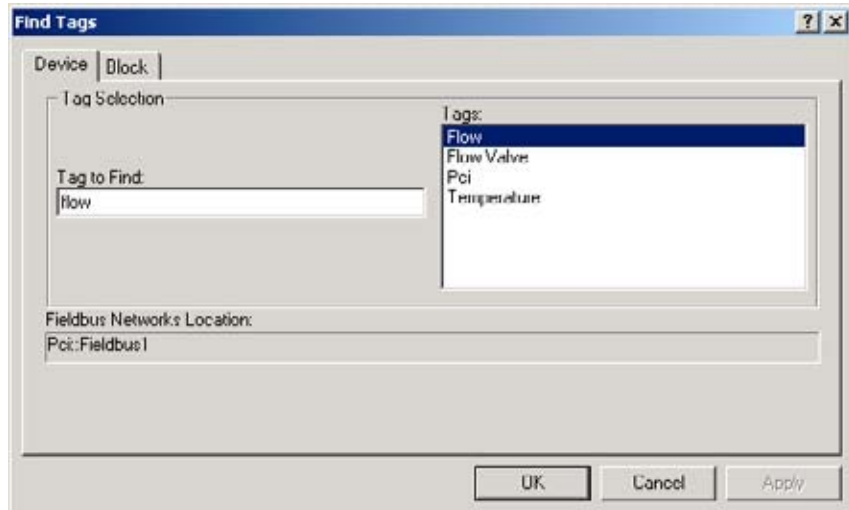 Find Tags
Device
Block
Tag Selection
Tags:
Flow
Flow Valve
Pci
Temperature
Tag to Find:
flow
Fieldbus Networks Location:
Pci::Fieldbus1
OK
Cancel
Apply